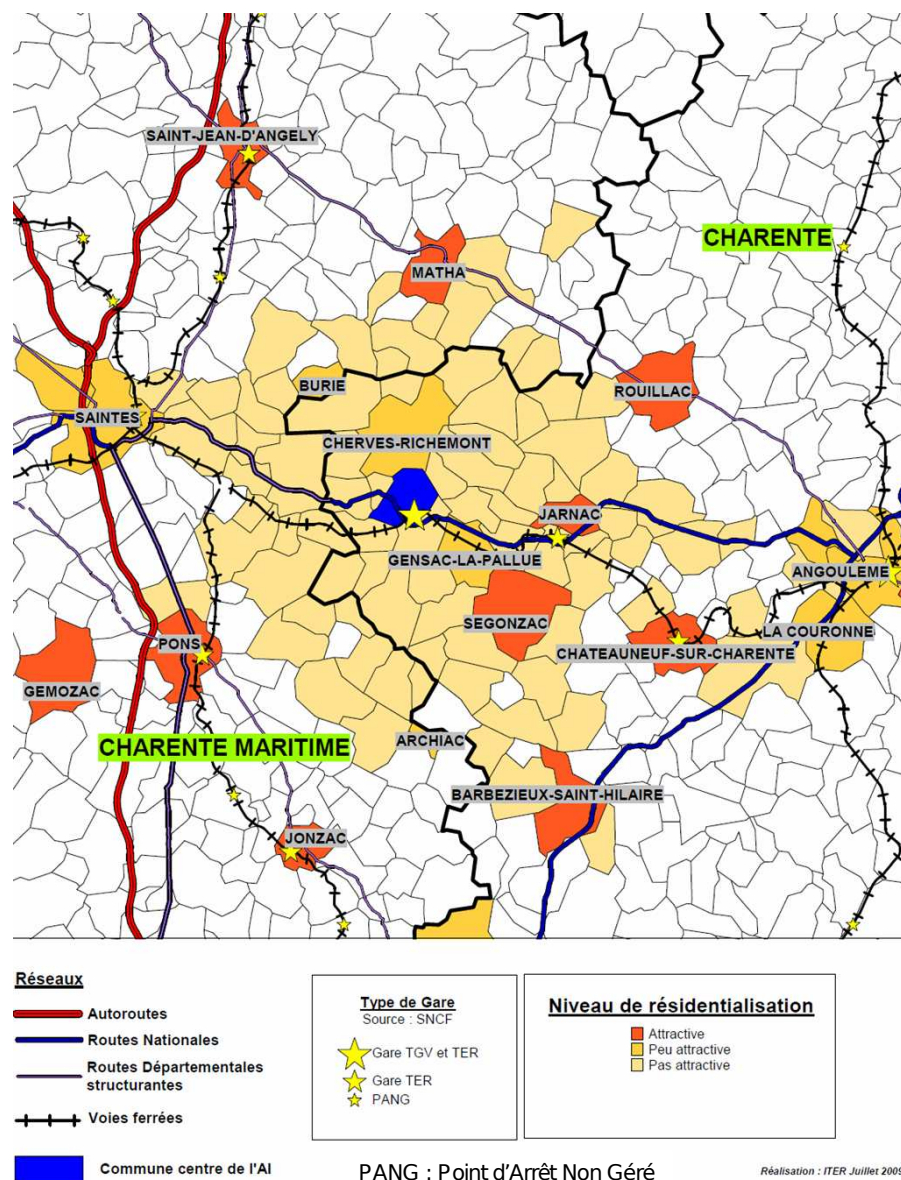 SAINT-JEAN-D'ANGELY
CHARENTE
MATHA
BURIE
ROUILLAC
SAINTES
CHERVES-RICHEMONT
JARNAC
GENSAC-LA-PALLUE
ANGOULEME
SEGONZAC
LA COURONNE
PONS
CHATEAUNEUF-SUR-CHARENTE
GEMOZAC
CHARENTE MARITIME
ARCHIAC
BARBEZIEUX-SAINT-HILAIRE
JONZAC
Réseaux
Autoroutes
Routes Nationales
Routes Départementales
structurantes
Voies ferrées
Commune centre de l'AI
Type de Gare
Source : SNCF
Gare TGV et TER
Gare TER
PANG
Niveau de résidentialisation
Attractive
Peu attractive
Pas attractive
PANG : Point d'Arrêt Non Géré
Réalisation : ITER Juillet 2009